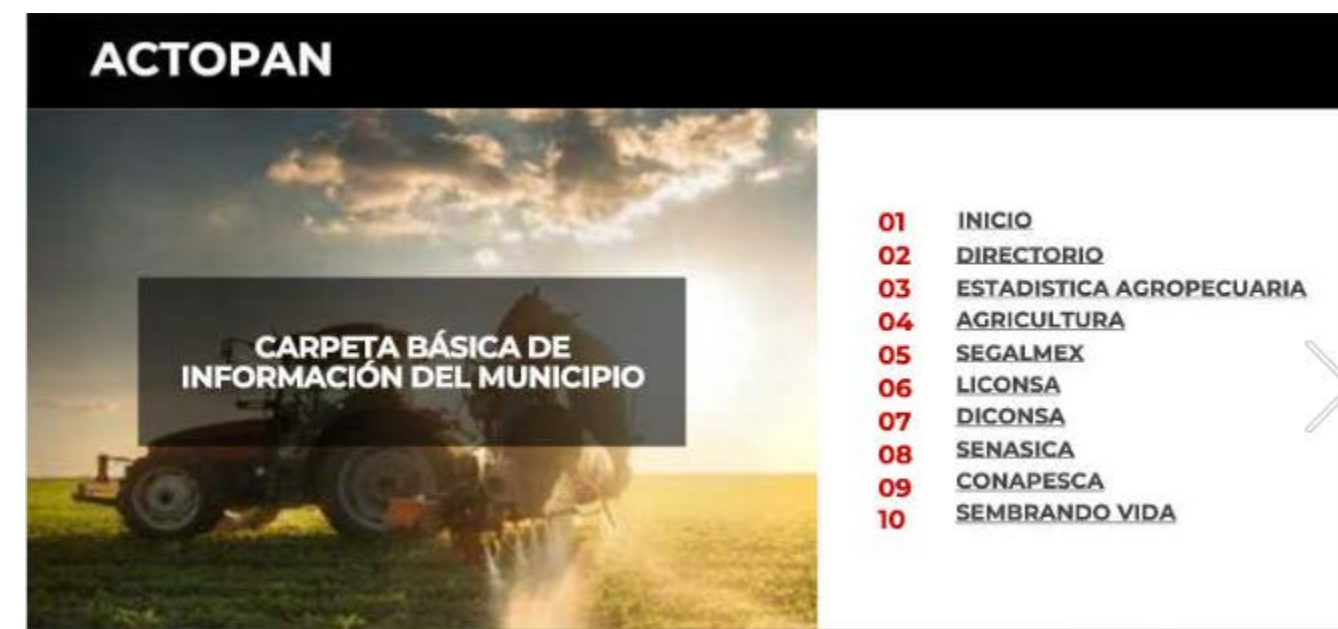 ACTOPAN
CARPETA BÁSICA DE
INFORMACIÓN DEL MUNICIPIO
01 INICIO
02 DIRECTORIO
03 ESTADISTICA AGROPECUARIA
04 AGRICULTURA
05 SEGALMEX
06 LICONSA
07 DICONSA
08 SENASICA
09 CONAPESCA
10 SEMBRANDO VIDA